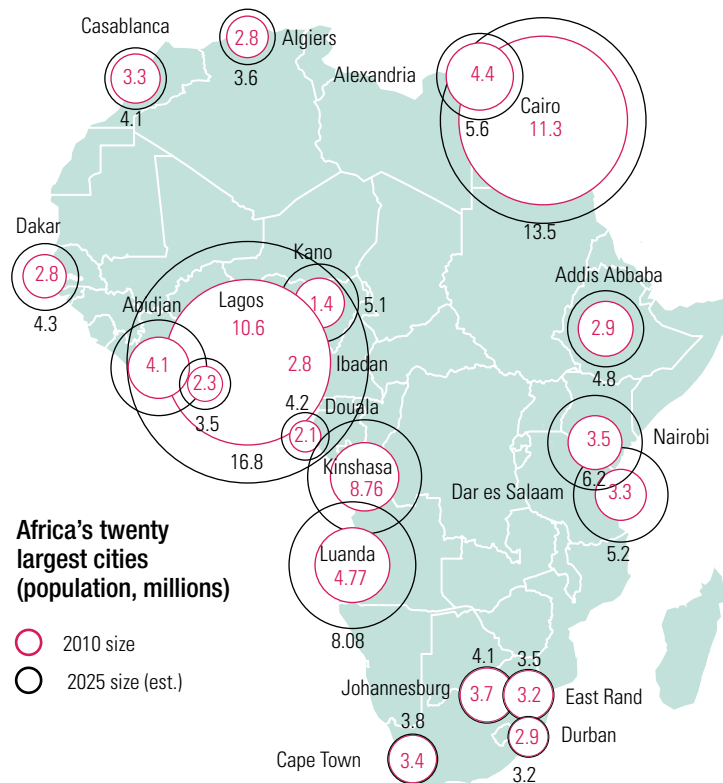 Casablanca
3.3
4.1
2.8
Algiers
3.6
Alexandria
4.4
5.6
Cairo
11.3
13.5
Dakar
2.8
4.3
Kano
1.4
5.1
Abidjan
4.1
Lagos
10.6
2.8
Ibadan
2.3
3.5
4.2
Douala
2.1
16.8
Addis Abbaba
2.9
4.8
3.5
Nairobi
6.2
Kinshasa
8.76
Dar es Salaam
3.3
5.2
Luanda
4.77
8.08
Africa's twenty
largest cities
(population, millions)
2010 size
2025 size (est.)
4.1
3.5
Johannesburg
3.7
3.2
East Rand
3.8
2.9
Durban
Cape Town
3.4
3.2